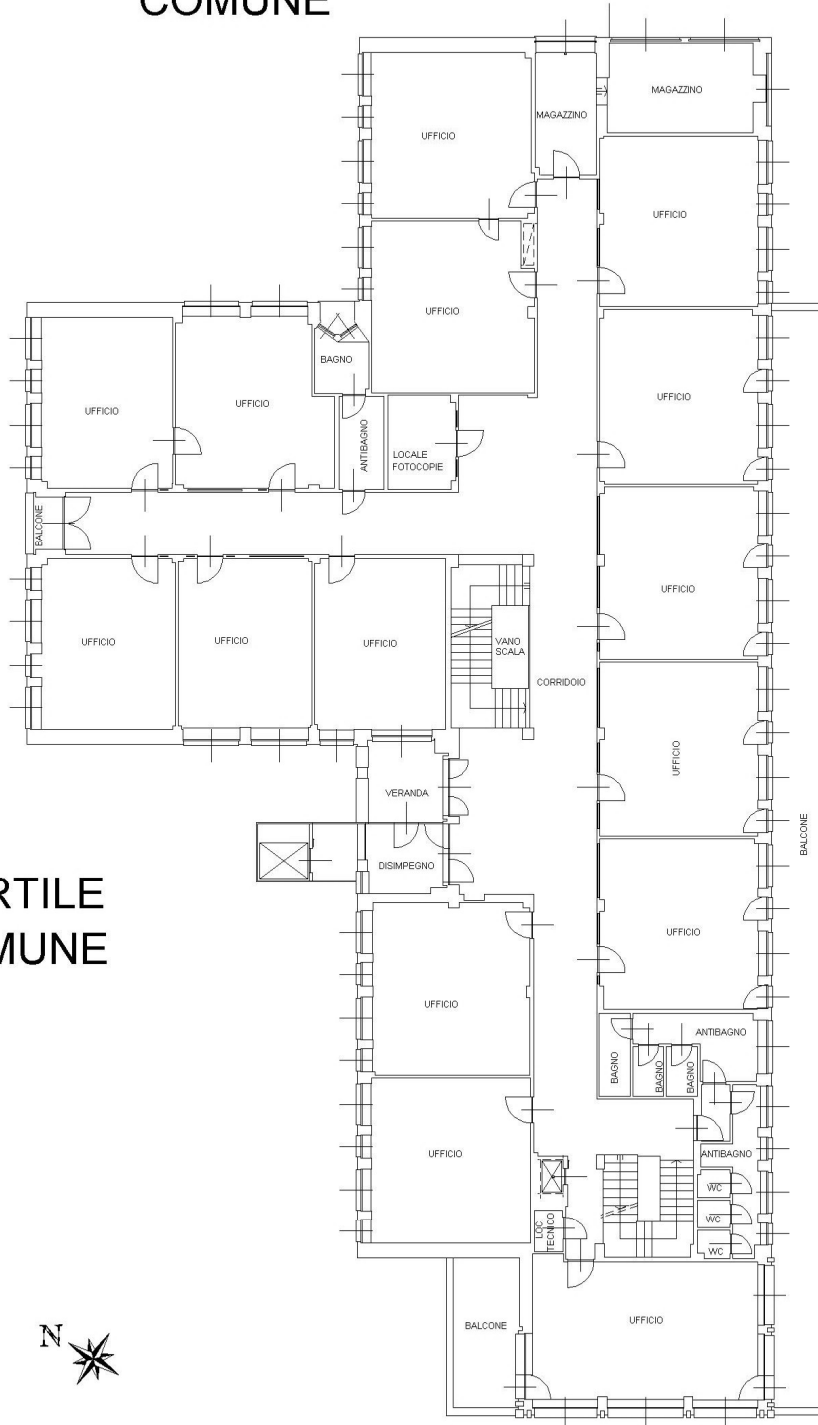 COMUNE
MAGAZZINO
MAGAZZINO
UFFICIO
UFFICIO
UFFICIO
BAGNO
UFFICIO
UFFICIO
UFFICIO
ANTIBAGNO
LOCALE
FOTOCOPIE
BALCONE
UFFICIO
UFFICIO
UFFICIO
UFFICIO
VANO
SCALA
UFFICIO
CORRIDOIO
UFFICIO
VERANDA
BALCONE
DISIMPEGNO
RTILE
MUNE
UFFICIO
UFFICIO
ANTIBAGNO
BAGNO
BAGNO
BAGNO
UFFICIO
ANTIBAGNO
WC
WC
WC
LOC
TECNICO
N
BALCONE
UFFICIO